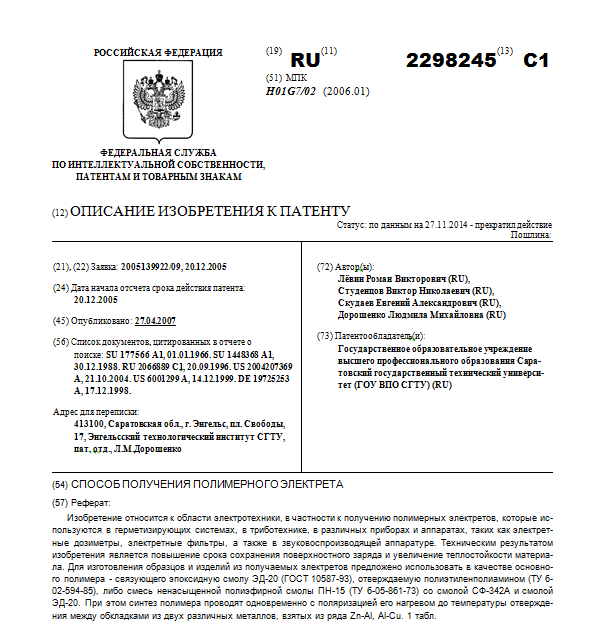 РОССИЙСКАЯ ФЕДЕРАЦИЯ
ФЕДЕРАЛЬНАЯ СЛУЖБА
ПО ИНТЕЛЛЕКТУАЛЬНОЙ СОБСТВЕННОСТИ,
ПАТЕНТАМ И ТОВАРНЫМ ЗНАКАМ
(19) RU (11) 2298245 (13) C1
(51) МПК
H01G7/02 (2006.01)
(12) ОПИСАНИЕ ИЗОБРЕТЕНИЯ К ПАТЕНТУ
Статус: по данным на 27.11.2014 - прекратил действие
Пошлина:
(21), (22) Заявка: 2005139922/09, 20.12.2005
(24) Дата начала отсчета срока действия патента:
20.12.2005
(45) Опубликовано: 27.04.2007
(56) Список документов, цитированных в отчете о
поиске: SU 177566 A1, 01.01.1966. SU 1448368 A1,
30.12.1988. RU 2066889 C1, 20.09.1996. US 2004207369
A, 21.10.2004. US 6001299 A, 14.12.1999. DE 19725253
A, 17.12.1998.
Адрес для переписки:
413100, Саратовская обл., г. Энгельс, пл. Свободы,
17, Энгельсский технологический институт СГТУ,
пат, отд., Л.М.Дорошенко
(72) Автор(ы):
Лёвин Роман Викторович (RU),
Студенцов Виктор Николаевич (RU),
Скудаев Евгений Александрович (RU),
Дорошенко Людмила Михайловна (RU)
(73) Патентообладатель(и):
Государственное образовательное учреждение
высшего профессионального образования Сара-
товский государственный технический универси-
тет (ГОУ ВПО СГТУ) (RU)
(54) СПОСОБ ПОЛУЧЕНИЯ ПОЛИМЕРНОГО ЭЛЕКТРЕТА
(57) Реферат:
Изобретение относится к области электротехники, в частности к получению полимерных электретов, которые ис-
пользуются в герметизирующих системах, в триботехнике, в различных приборах и аппаратах, таких как электрет-
ные дозиметры, электретные фильтры, а также в звуковоспроизводящей аппаратуре. Техническим результатом
изобретения является повышение срока сохранения поверхностного заряда и увеличение теплостойкости материа-
ла. Для изготовления образцов и изделий из получаемых электретов предложено использовать в качестве основно-
го полимера - связующего эпоксидную смолу ЭД-20 (ГОСТ 10587-93), отверждаемую полиэтиленполиамином (ТУ 6-
02-594-85), либо смесь ненасыщенной полиэфирной смолы ПН-15 (ТУ 6-05-861-73) со смолой СФ-342А и смолой
ЭД-20. При этом синтез полимера проводят одновременно с поляризацией его нагревом до температуры отвержде-
ния между обкладками из двух различных металлов, взятых из ряда Zn-Al, Al-Cu. 1 табл.